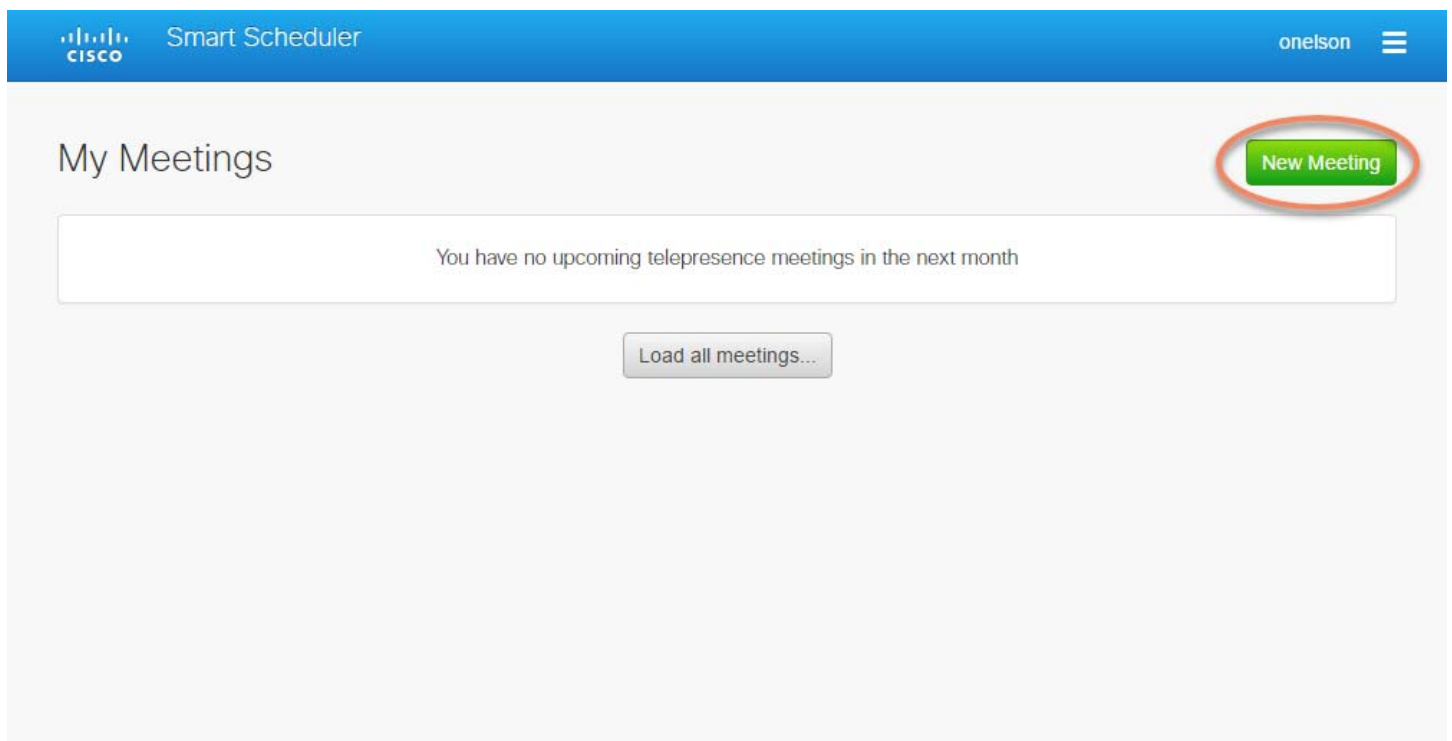 CISCO Smart Scheduler onelson
My Meetings
New Meeting
You have no upcoming telepresence meetings in the next month
Load all meetings...